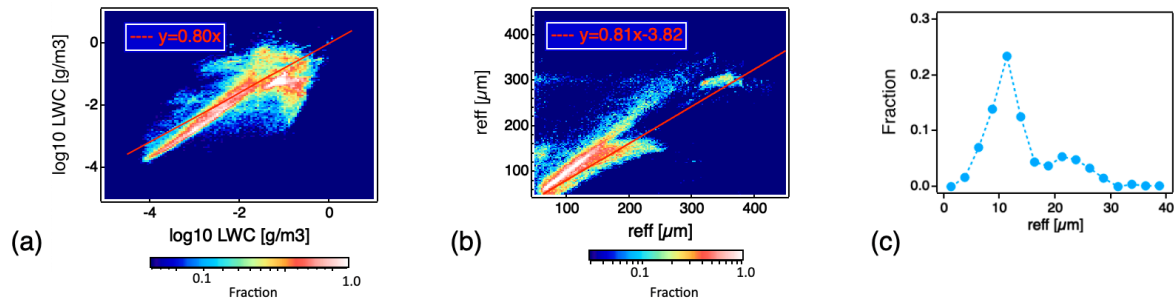 (a)
---- y=0.80x
0
-2
-4
log10 LWC [g/m3]
-4
-2
0
log10 LWC [g/m3]
0.1
1.0
Fraction
(b)
---- y=0.81x-3.82
400
300
200
100
reff [µm]
100
200
300
400
reff [µm]
0.1
1.0
Fraction
(c)
0.3
0.2
0.1
0.0
Fraction
0
10
20
30
40
reff [µm]